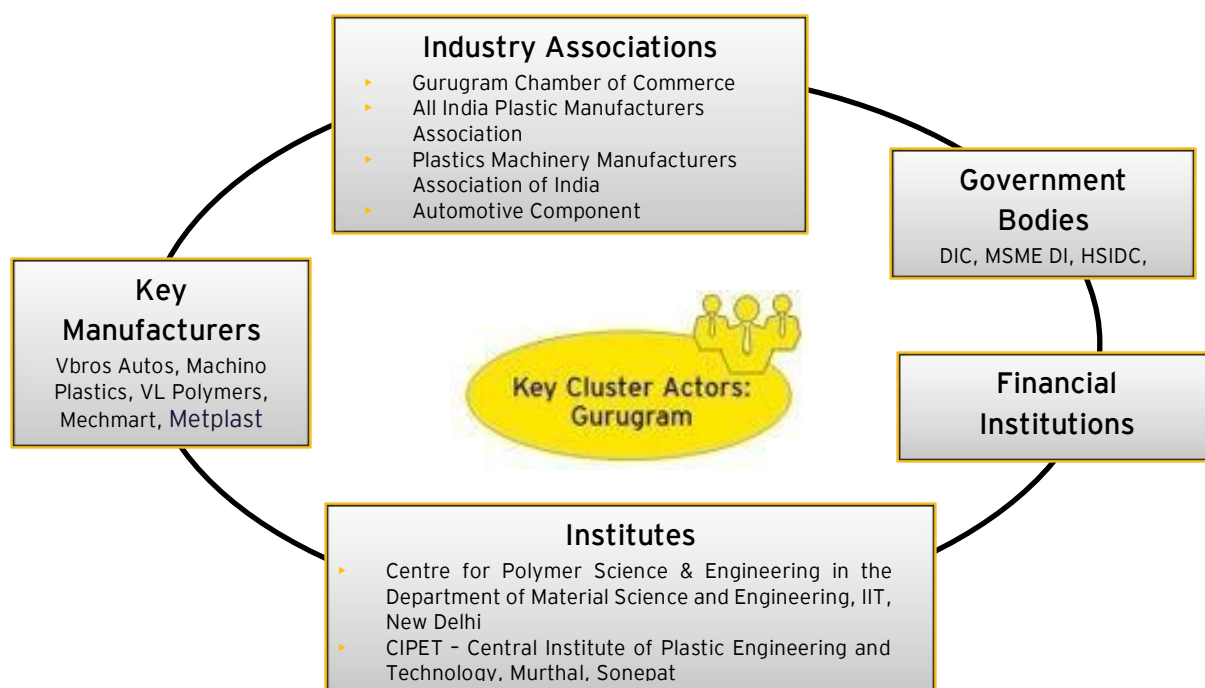 Industry Associations
▸ Gurugram Chamber of Commerce
▸ All India Plastic Manufacturers
Association
▸ Plastics Machinery Manufacturers
Association of India
▸ Automotive Component
Government
Bodies
DIC, MSME DI, HSIDC,
Key
Manufacturers
Vbros Autos, Machino
Plastics, VL Polymers,
Mechmart, Metplast
Key Cluster Actors:
Gurugram
Financial
Institutions
Institutes
▸ Centre for Polymer Science & Engineering in the
Department of Material Science and Engineering, IIT,
New Delhi
▸ CIPET – Central Institute of Plastic Engineering and
Technology, Murthal, Sonepat